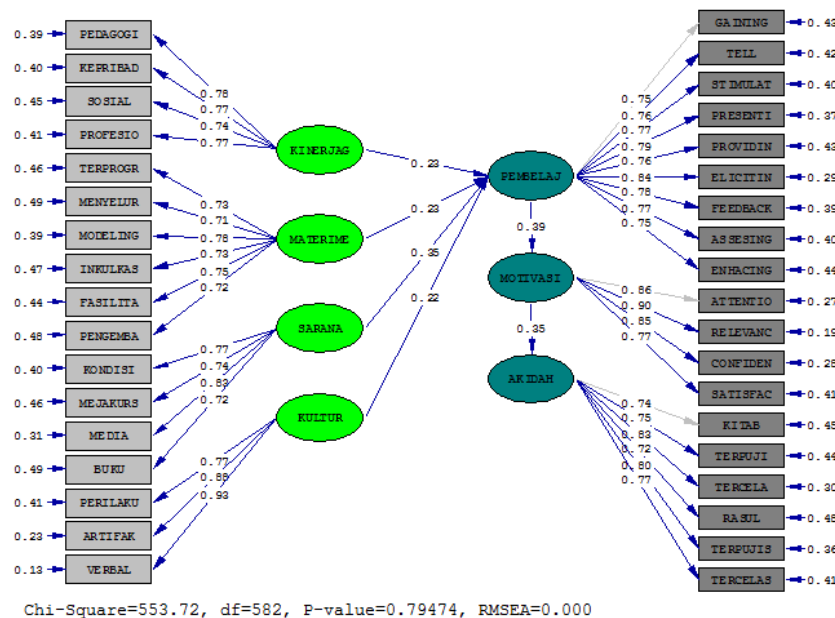 0.39 PEDAGOGI
0.40 KEPRIBAD
0.45 SOSIAL
0.41 PROFESIO
0.46 TERPROGR
0.49 MENYELUR
0.39 MODELING
0.47 INKULKAS
0.44 FASILITA
0.48 PENGEMBA
0.40 KONDISI
0.46 MEJAKURS
0.31 MEDIA
0.49 BUKU
0.41 PERILAKU
0.23 ARTIFAK
0.13 VERBAL
0.78
0.77
0.74
0.77
0.73
0.71
0.78
0.73
0.75
0.72
0.77
0.74
0.83
0.72
0.77
0.88
0.93
KINERJAG
MATERIME
SARANA
KULTUR
0.23
0.23
0.35
0.22
PEMBELAJ
0.39
MOTIVASI
0.35
AKIDAH
0.75
0.76
0.77
0.79
0.76
0.84
0.78
0.77
0.75
0.86
0.90
0.85
0.77
0.74
0.75
0.83
0.72
0.80
0.77
GAINING 0.43
TELL 0.42
STIMULAT 0.40
PRESENTI 0.37
PROVIDIN 0.43
ELICITIN 0.29
FEEDBACK 0.39
ASSESING 0.40
ENHACING 0.44
ATTENTIO 0.27
RELEVANC 0.19
CONFIDEN 0.28
SATISFAC 0.41
KITAB 0.45
TERPUJI 0.44
TERCELA 0.30
RASUL 0.48
TERPUJIS 0.36
TERCELAS 0.41
Chi-Square=553.72, df=582, P-value=0.79474, RMSEA=0.000